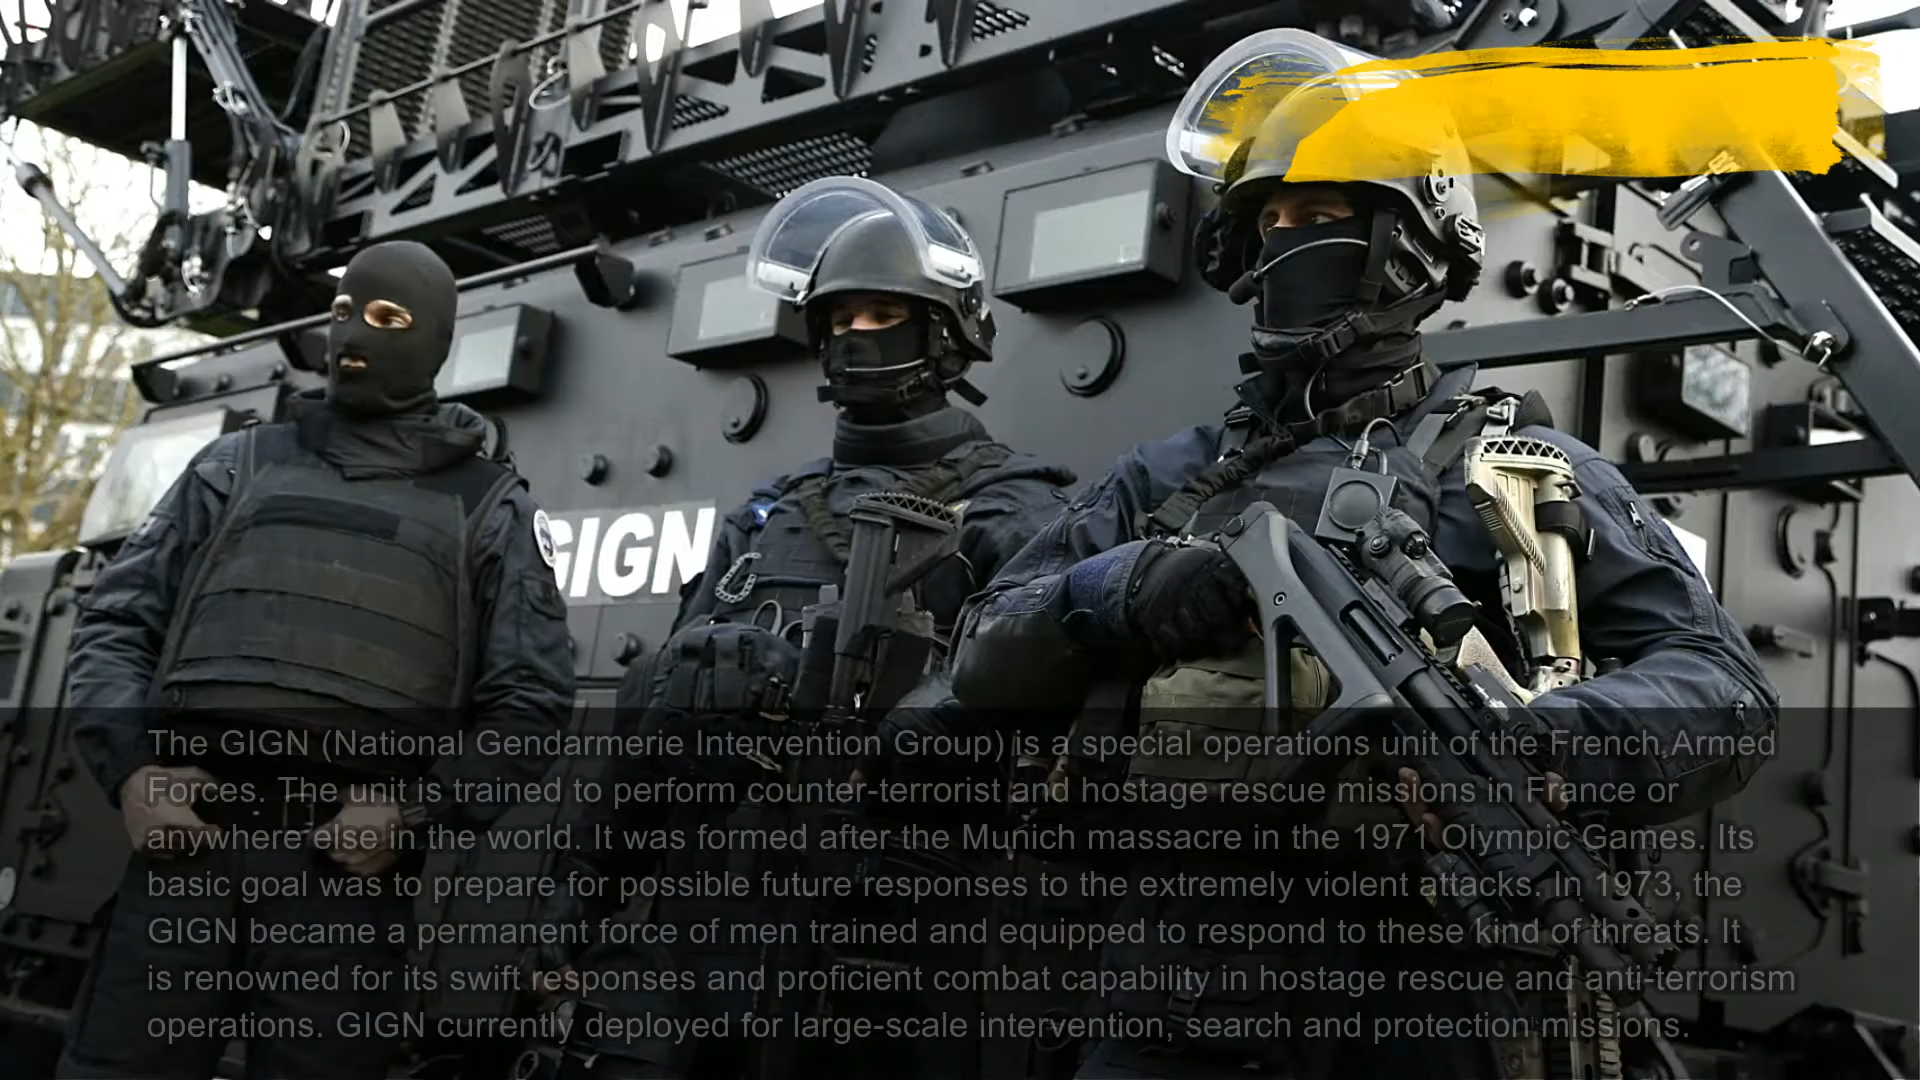 GIGN
The GIGN (National Gendarmerie Intervention Group) is a special operations unit of the French Armed
Forces. The unit is trained to perform counter-terrorist and hostage rescue missions in France or
anywhere else in the world. It was formed after the Munich massacre in the 1971 Olympic Games. Its
basic goal was to prepare for possible future responses to the extremely violent attacks. In 1973, the
GIGN became a permanent force of men trained and equipped to respond to these kind of threats. It
is renowned for its swift responses and proficient combat capability in hostage rescue and anti-terrorism
operations. GIGN currently deployed for large-scale intervention, search and protection missions.